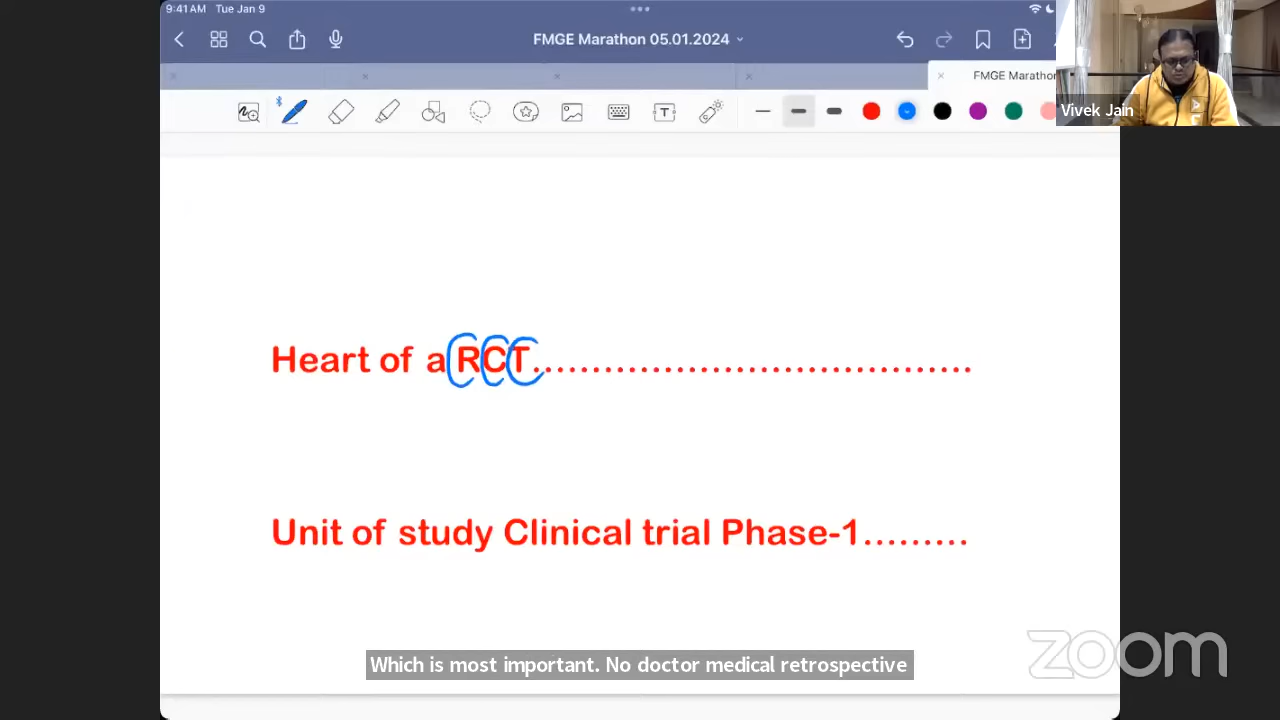 9:41 AM Tue Jan 9
FMGE Marathon 05.01.2024
FMGE Maratho
Vivek Jain
Heart of a RCT....................................
Unit of study Clinical trial Phase-1.........
Which is most important. No doctor medical retrospective
zoom